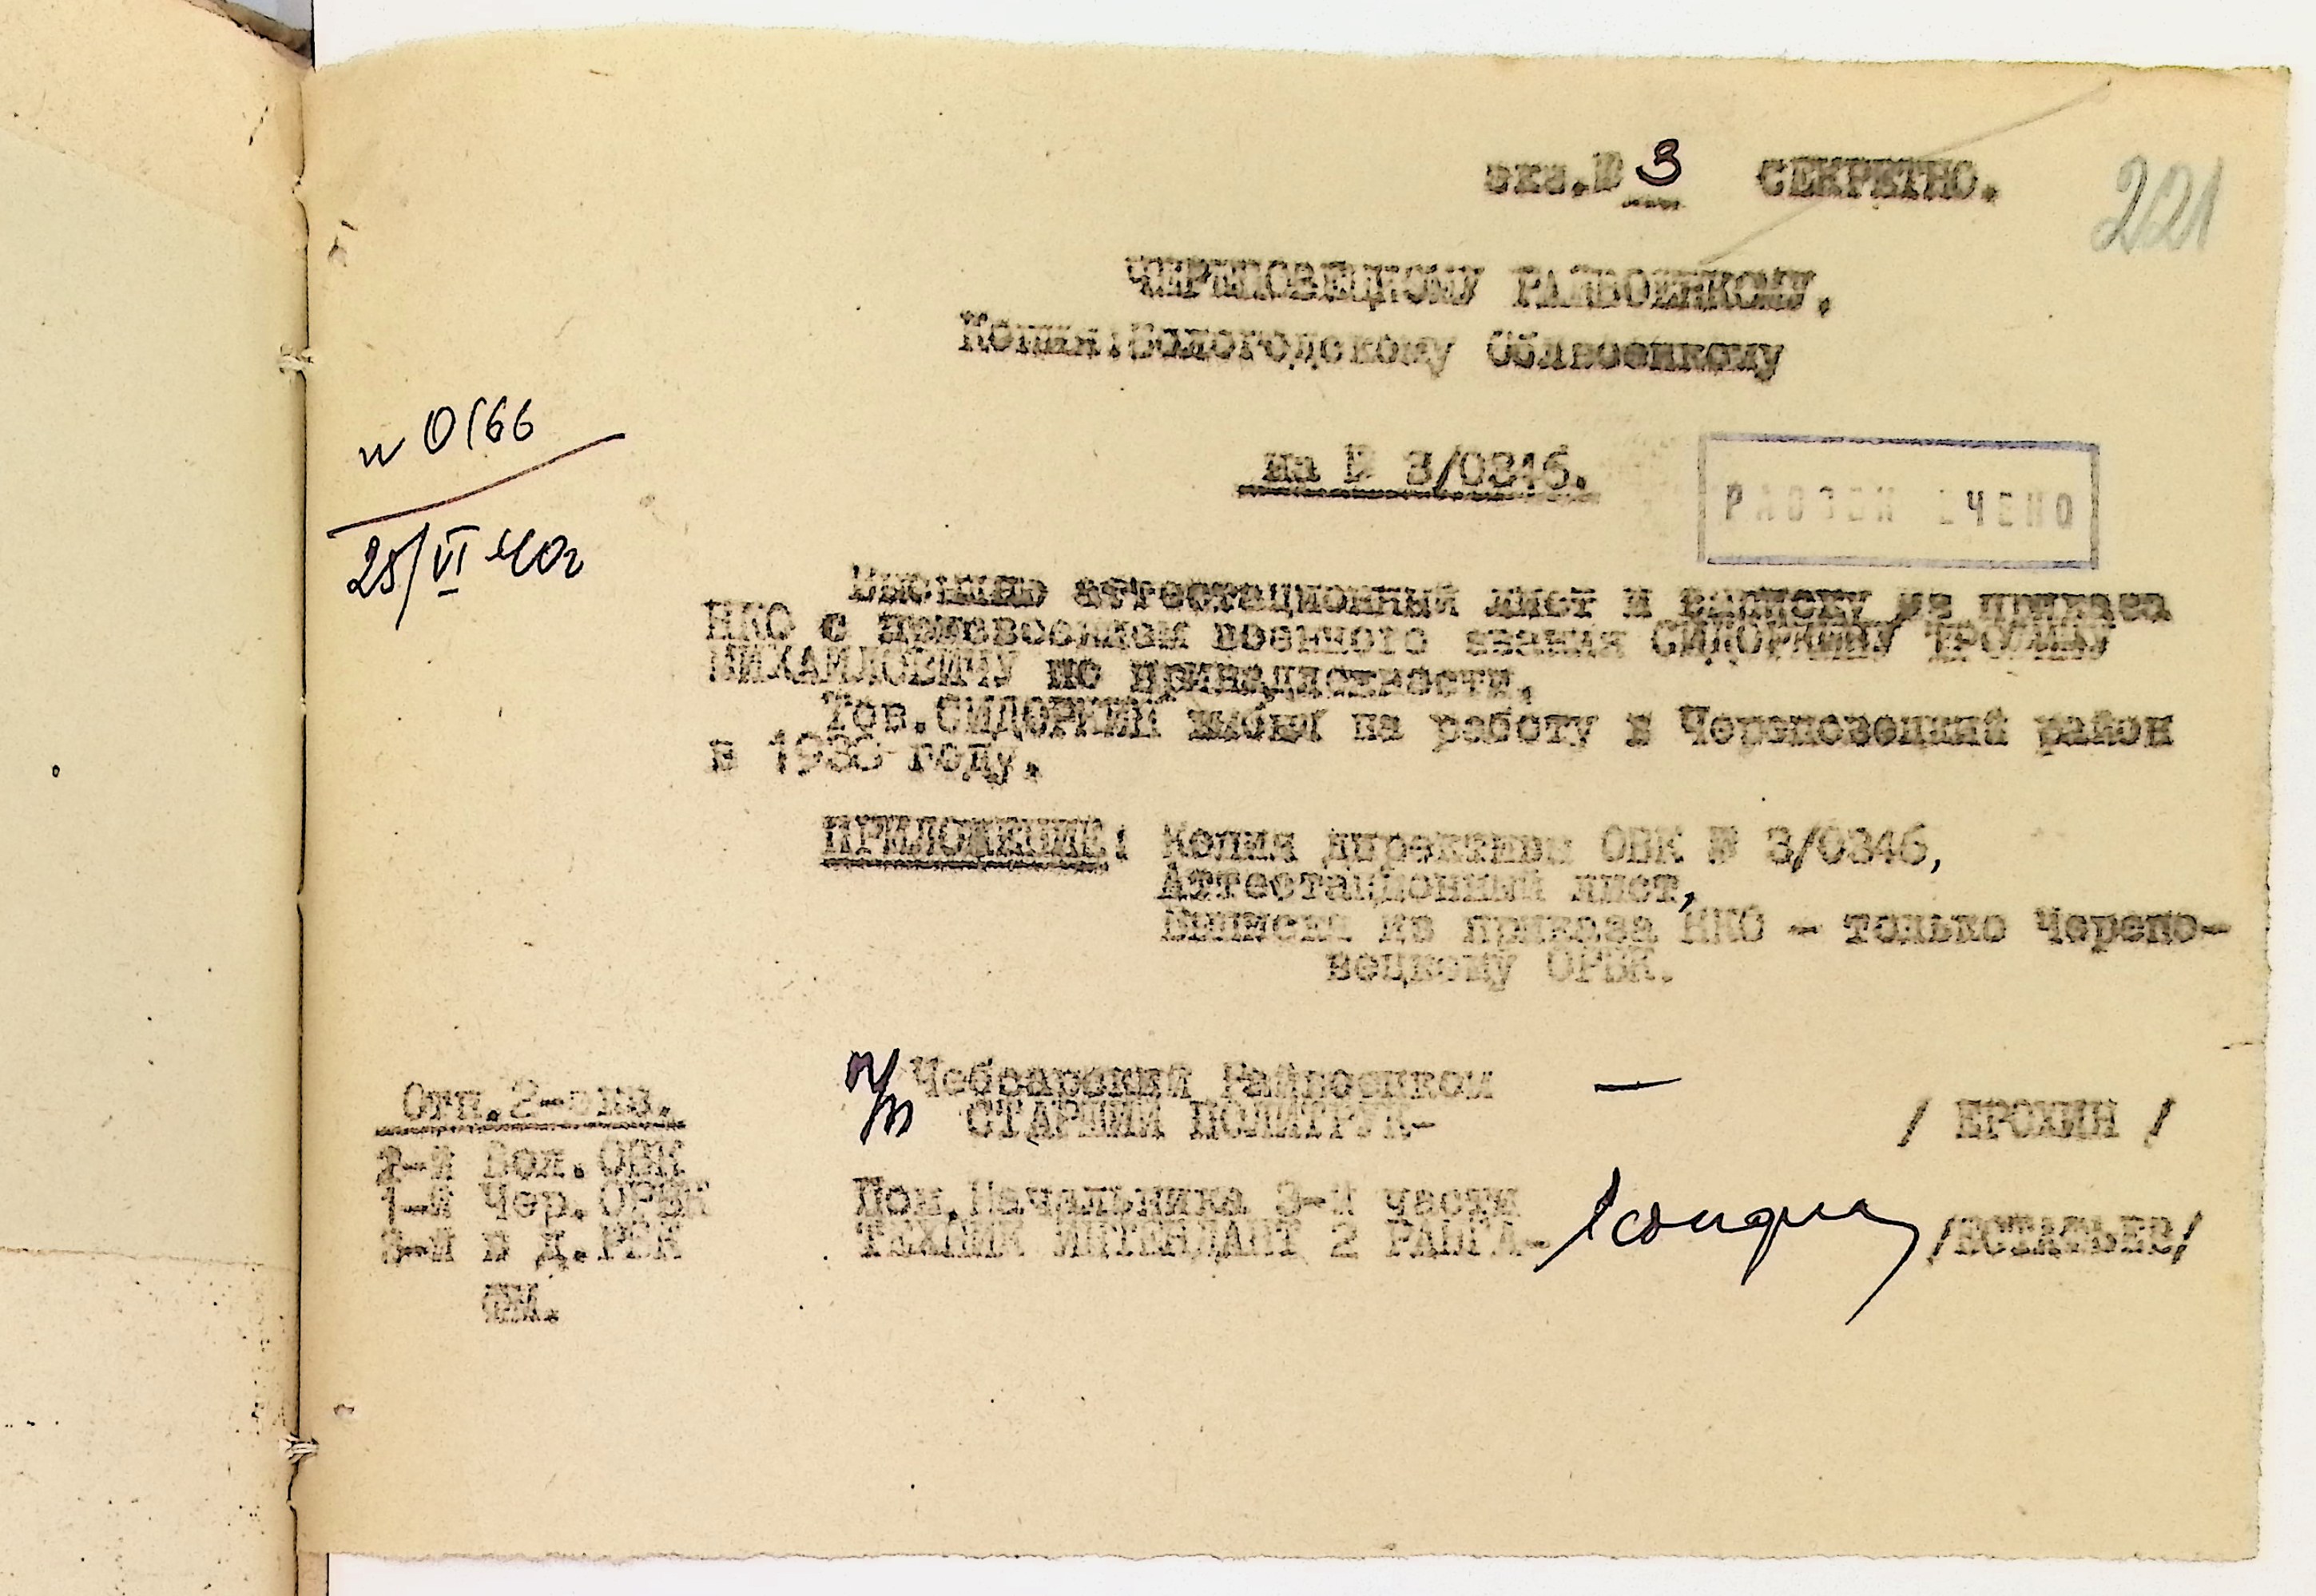 экз.№ 3 СЕКРЕТНО.
221
ЧЕРЕПОВЕЦКОМУ РАЙВОЕНКОМУ.
Копия: Вологодскому Облвоенкому
№ 0166
25/VI 40г
на № 3/0346.
РАССЕКРЕЧЕНО
Высылаю аттестационный лист и выписку из приказа
НКО с присвоением военного звания СИДОРКИНУ ТРОФИМУ
МИХАЙЛОВИЧУ по принадлежности.
Тов.СИДОРКИН выбыл на работу в Череповецкий район
в 1938 году.
ПРИЛОЖЕНИЕ: Копия директивы ОВК № 3/0346,
Аттестационный лист,
Выписка из приказа НКО - только Черепо-
вецкому ОРВК.
п/п Чебсарский Райвоенком
СТАРШИЙ ПОЛИТРУК- / ЕРОХИН /
Пом.Начальника 3-й части
ТЕХНИК ИНТЕНДАНТ 2 РАНГА-
Отп.2-экз.
2-й Вол.ОВК
1-й Чер.ОРВК
3-й в д.РВК